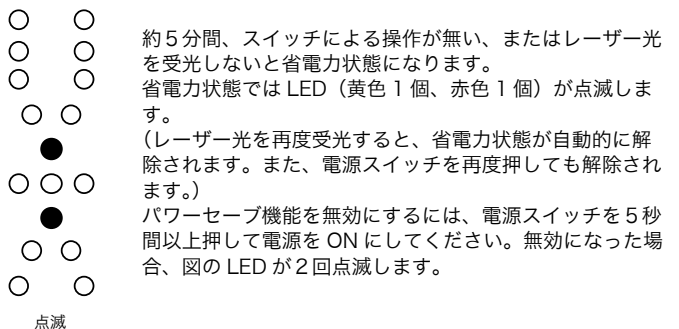 約５分間、スイッチによる操作が無い、またはレーザー光
を受光しないと省電力状態になります。
省電力状態では LED（黄色 1 個、赤色 1 個）が点滅しま
す。
（レーザー光を再度受光すると、省電力状態が自動的に解
除されます。また、電源スイッチを再度押しても解除され
ます。）
パワーセーブ機能を無効にするには、電源スイッチを５秒
間以上押して電源を ON にしてください。無効になった場
合、図の LED が２回点滅します。
点滅